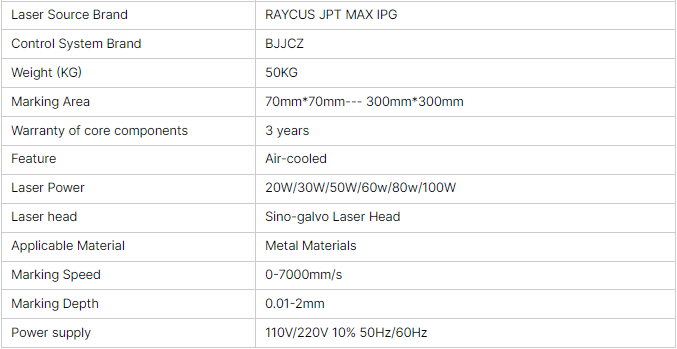 Laser Source Brand RAYCUS JPT MAX IPG
Control System Brand BJJCZ
Weight (KG) 50KG
Marking Area 70mm*70mm--- 300mm*300mm
Warranty of core components 3 years
Feature Air-cooled
Laser Power 20W/30W/50W/60w/80w/100W
Laser head Sino-galvo Laser Head
Applicable Material Metal Materials
Marking Speed 0-7000mm/s
Marking Depth 0.01-2mm
Power supply 110V/220V 10% 50Hz/60Hz